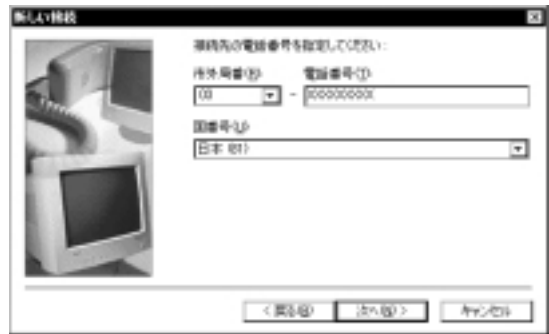 新しい接続
接続先の電話番号を指定してください:
市外局番(R) 電話番号(T)
- XXXXXXXXX
国番号(U)
日本 (81)
< 戻る(B) 次へ(N) > キャンセル